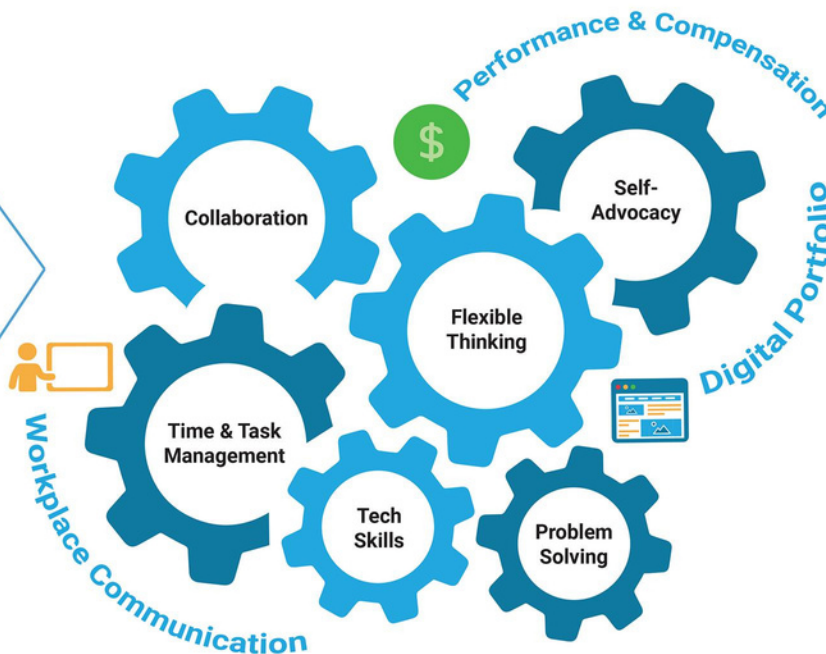 Performance & Compensation
Collaboration
$
Self-
Advocacy
Digital Portfolio
Flexible
Thinking
Time & Task
Management
Workplace Communication
Tech
Skills
Problem
Solving